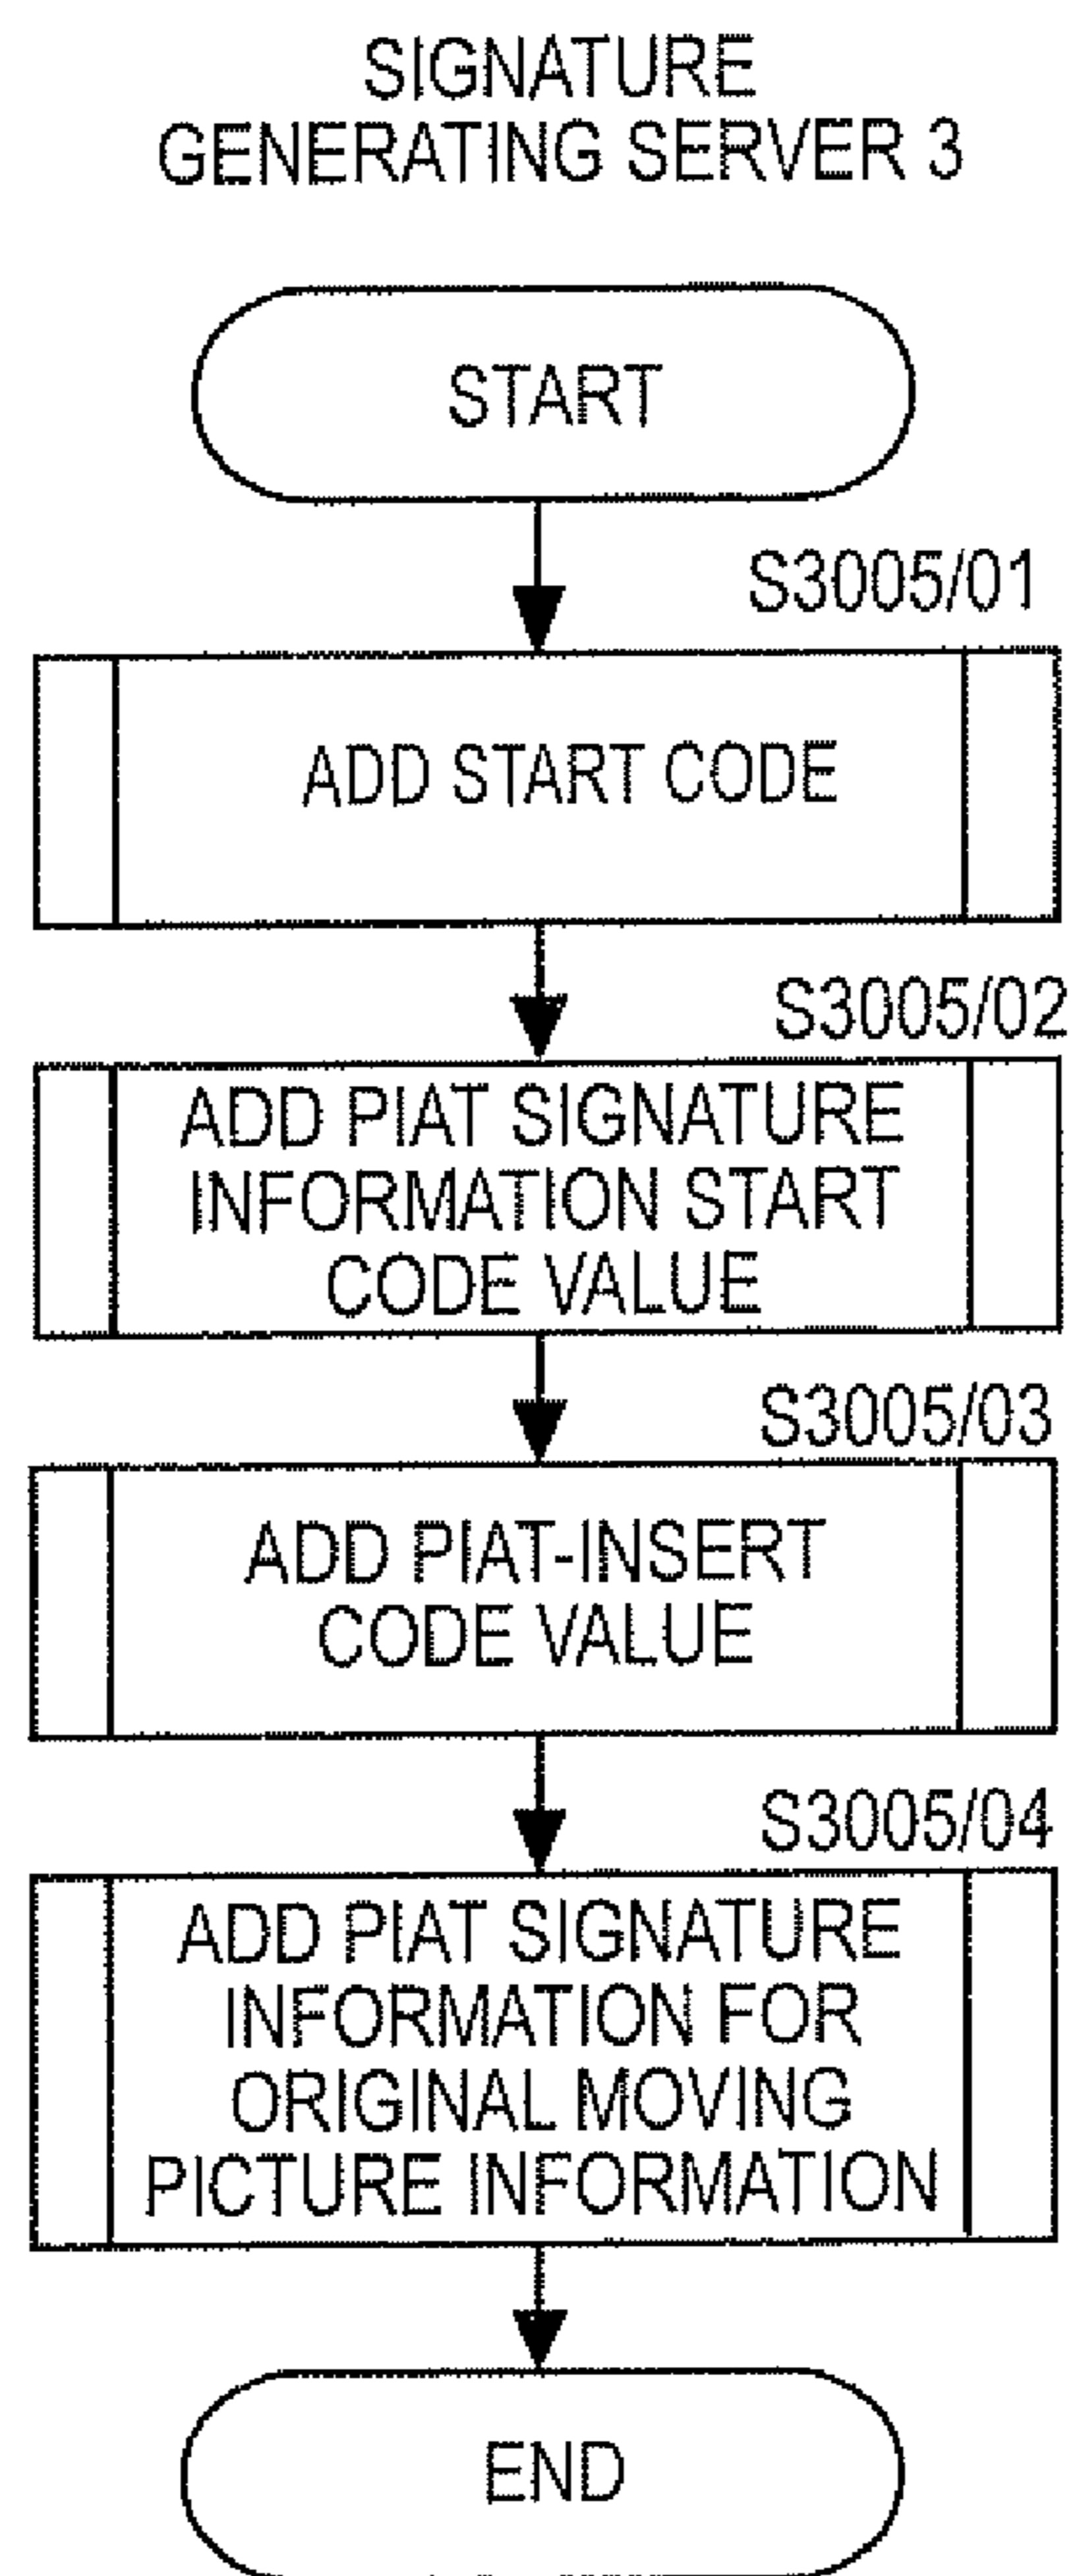 SIGNATURE
GENERATING SERVER 3
START
S3005/01
ADD START CODE
S3005/02
ADD PIAT SIGNATURE
INFORMATION START
CODE VALUE
S3005/03
ADD PIAT-INSERT
CODE VALUE
S3005/04
ADD PIAT SIGNATURE
INFORMATION FOR
ORIGINAL MOVING
PICTURE INFORMATION
END